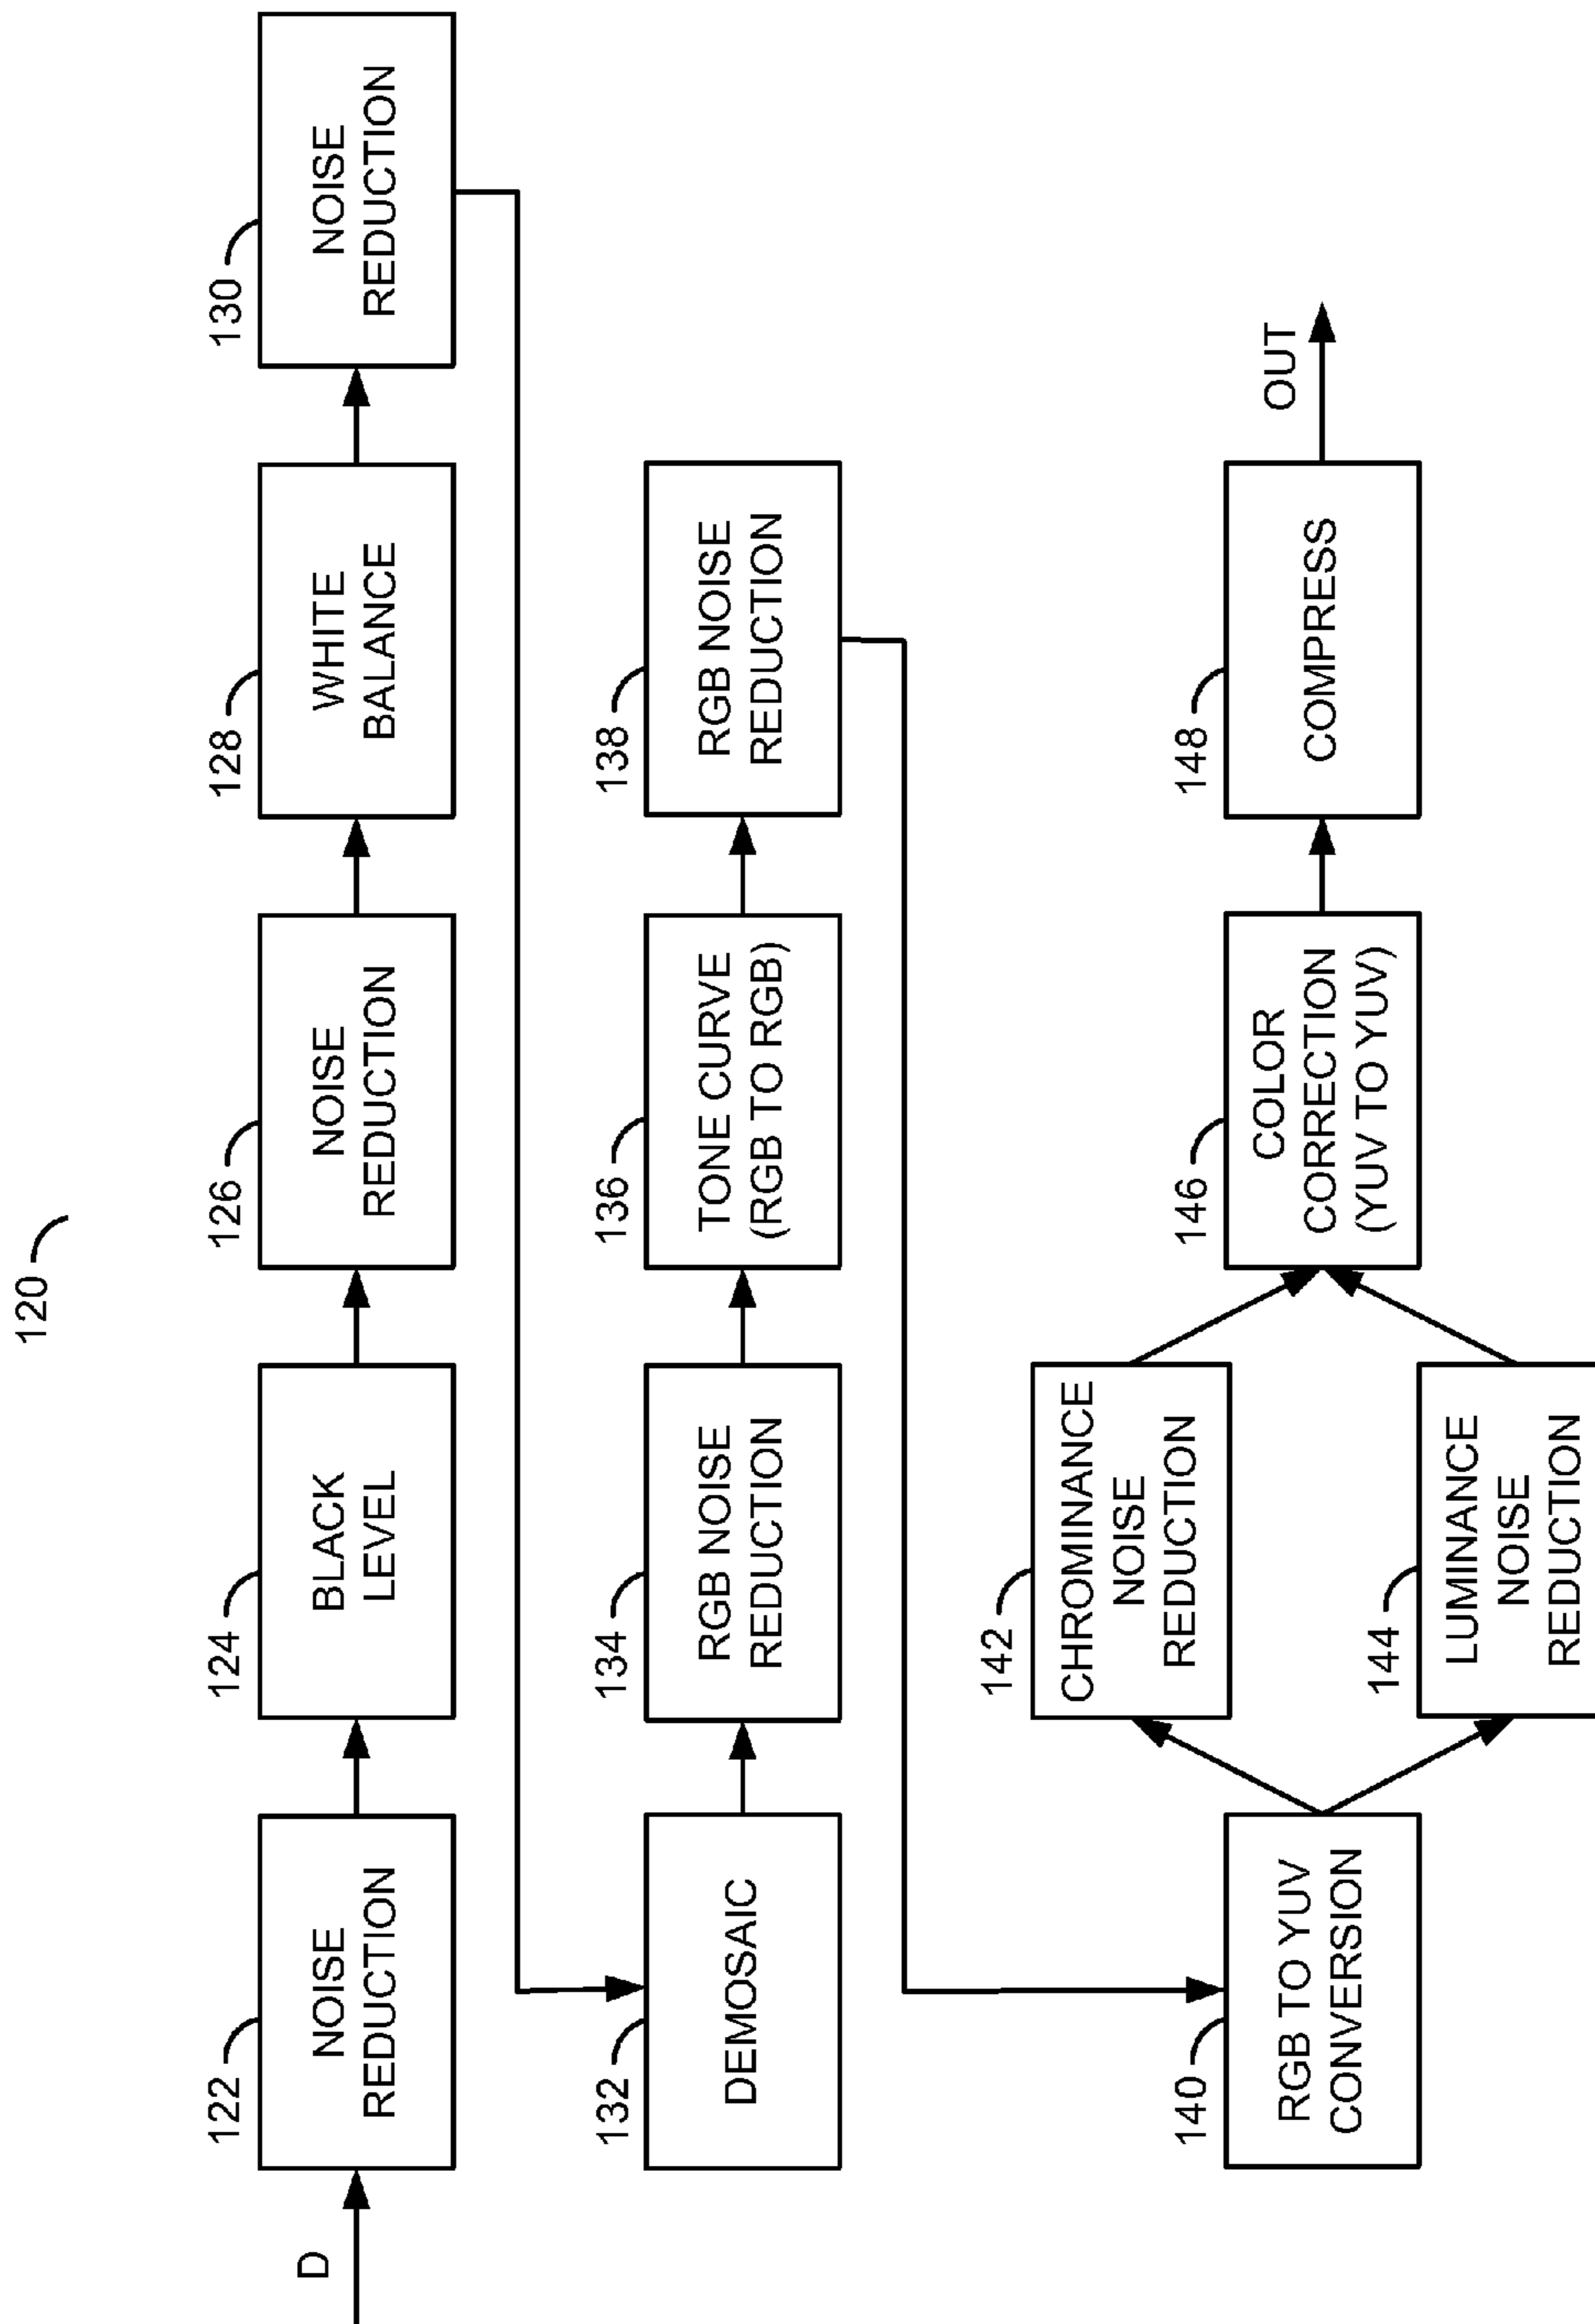 120
D
122
NOISE
REDUCTION
124
BLACK
LEVEL
126
NOISE
REDUCTION
128
WHITE
BALANCE
130
NOISE
REDUCTION
132
DEMOSAIC
134
RGB NOISE
REDUCTION
136
TONE CURVE
(RGB TO RGB)
138
RGB NOISE
REDUCTION
140
RGB TO YUV
CONVERSION
142
CHROMINANCE
NOISE
REDUCTION
144
LUMINANCE
NOISE
REDUCTION
146
COLOR
CORRECTION
(YUV TO YUV)
148
COMPRESS
OUT